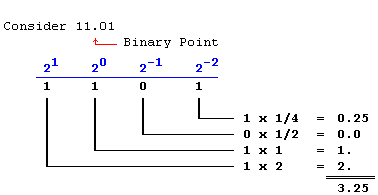 Consider 11.01
Binary Point
2^1 2^0 2^-1 2^-2
1 1 0 1
1 x 1/4 = 0.25
0 x 1/2 = 0.0
1 x 1 = 1.
1 x 2 = 2.
3.25